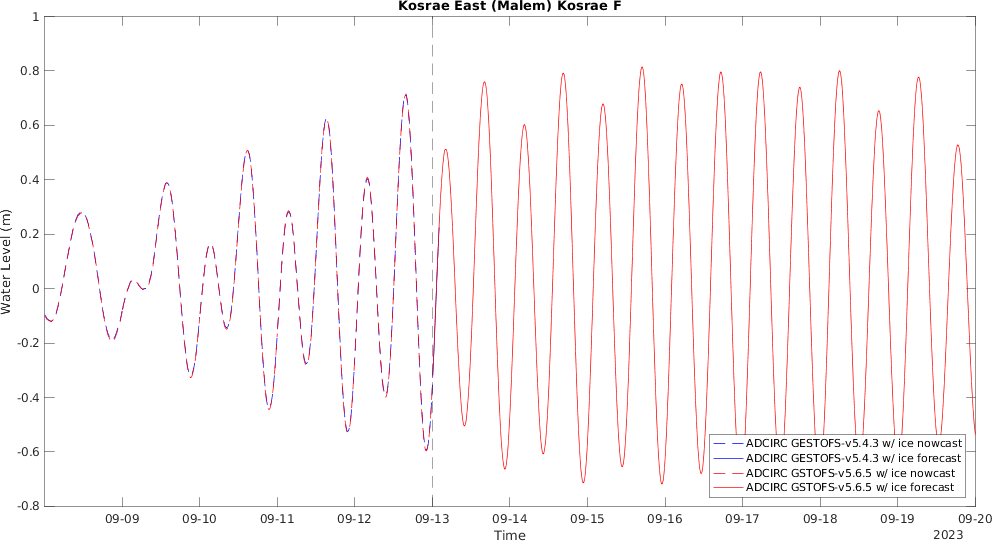 Kosrae East (Malem) Kosrae F
1
0.8
0.6
0.4
0.2
0
-0.2
-0.4
-0.6
-0.8
Water Level (m)
ADCIRC GESTOFS-v5.4.3 w/ ice nowcast
ADCIRC GESTOFS-v5.4.3 w/ ice forecast
ADCIRC GSTOFS-v5.6.5 w/ ice nowcast
ADCIRC GSTOFS-v5.6.5 w/ ice forecast
09-09 09-10 09-11 09-12 09-13 09-14 09-15 09-16 09-17 09-18 09-19 09-20
Time
2023